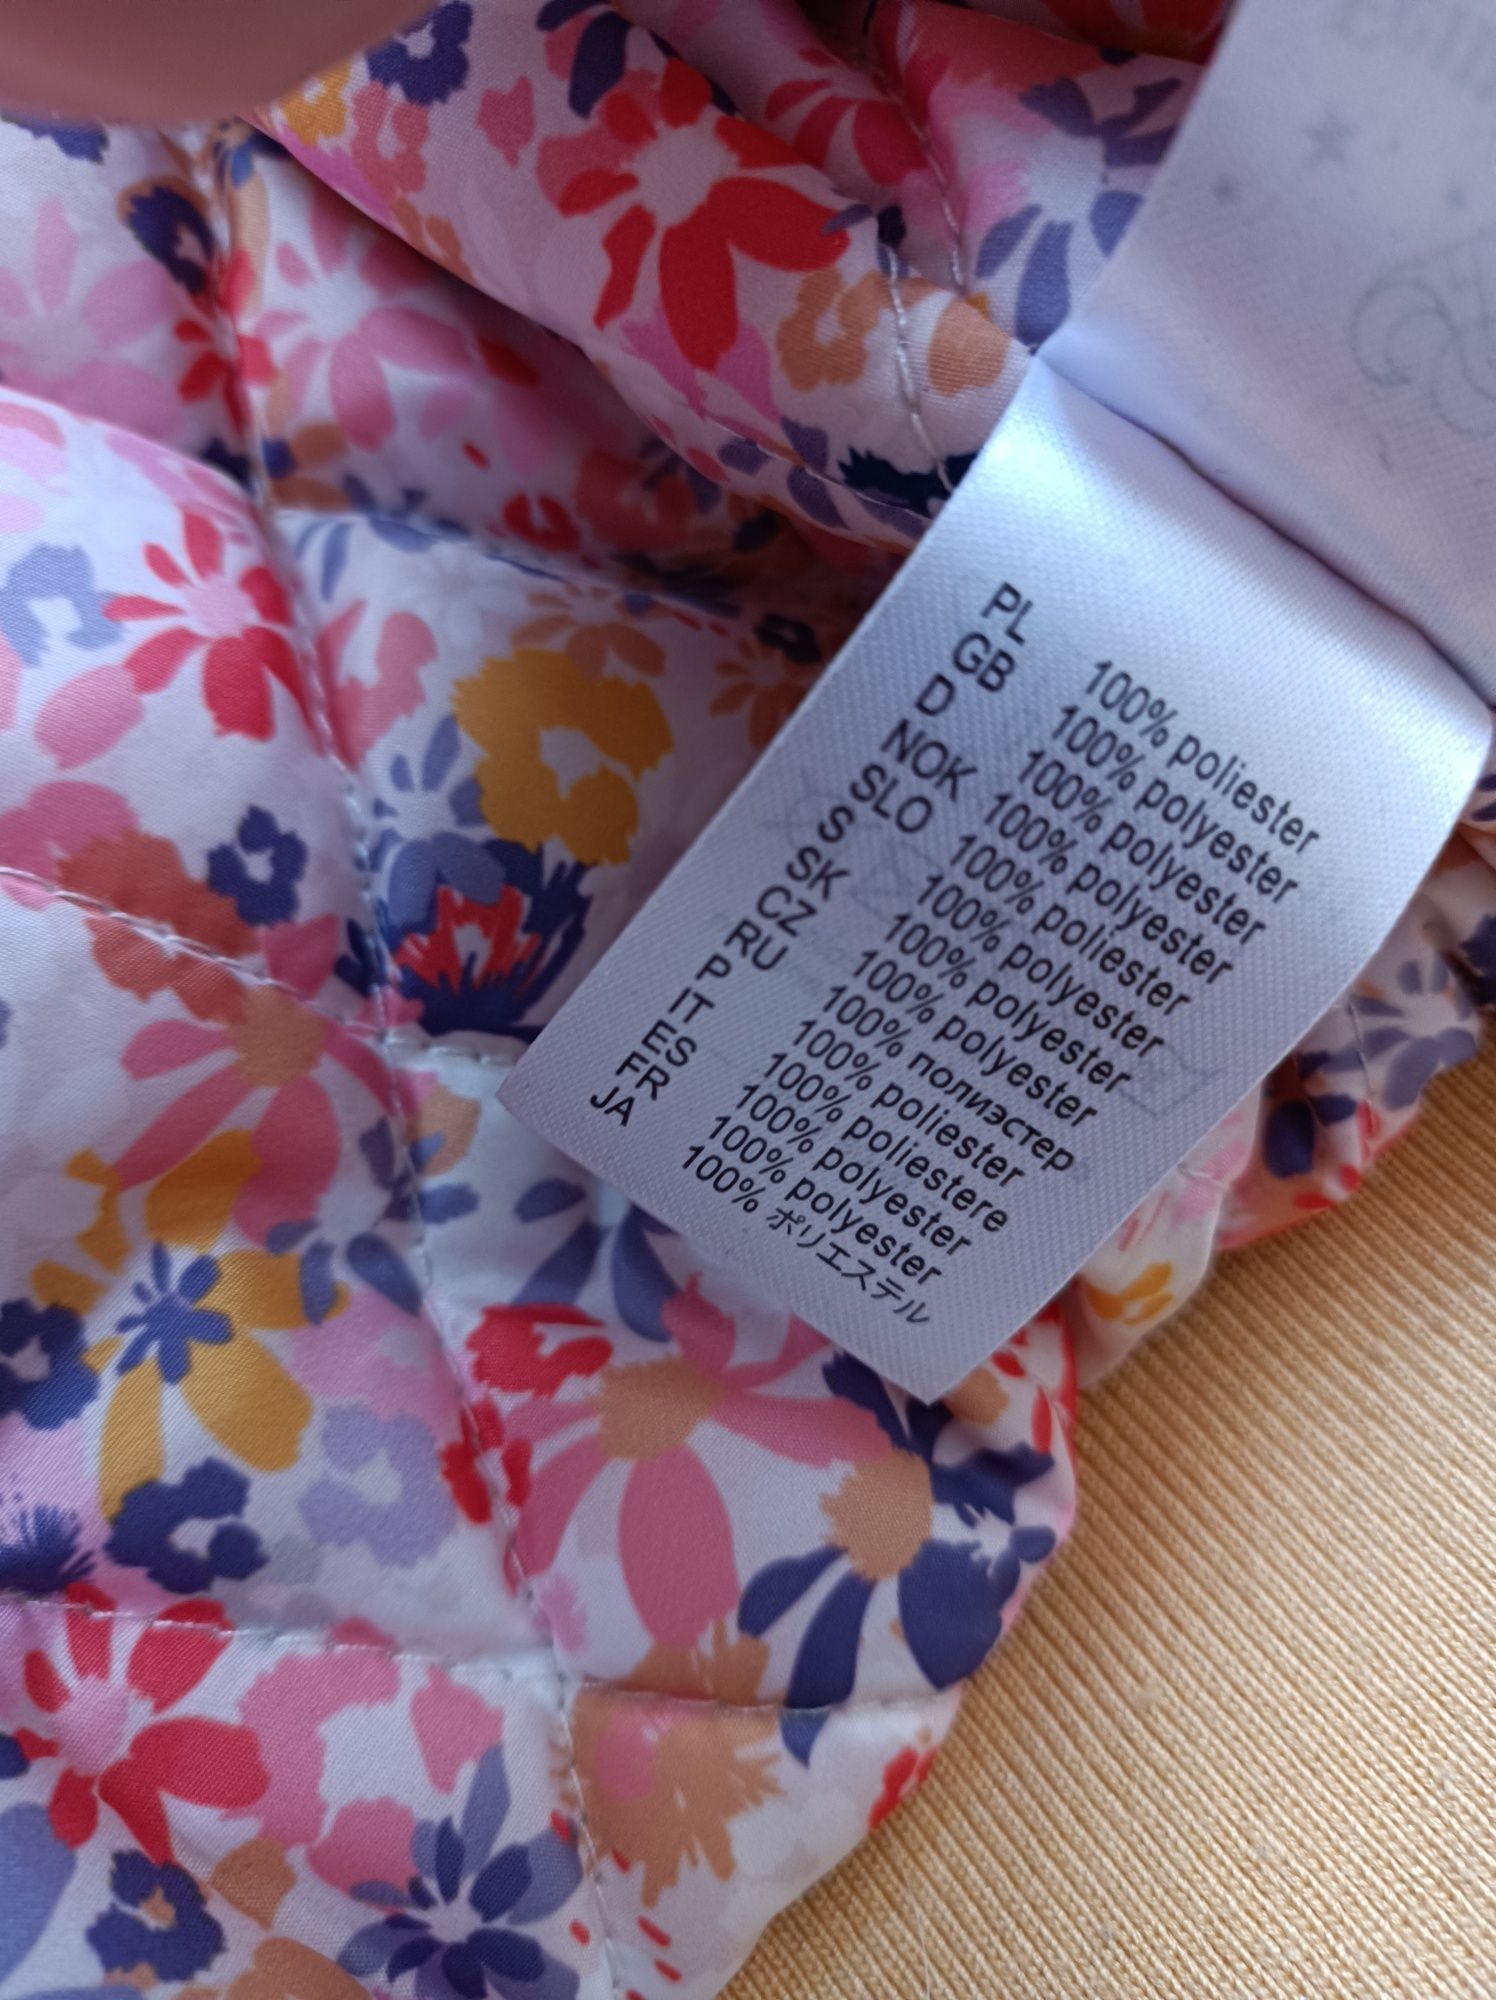 PL 100% poliester
GB 100% polyester
D 100% polyester
NOK 100% polyester
SLO 100% poliester
S 100% polyester
SK 100% polyester
CZ 100% polyester
RU 100% полиэстер
P 100% poliester
IT 100% poliestere
ES 100% polyester
FR 100% polyester
JA 100% ポリエステル